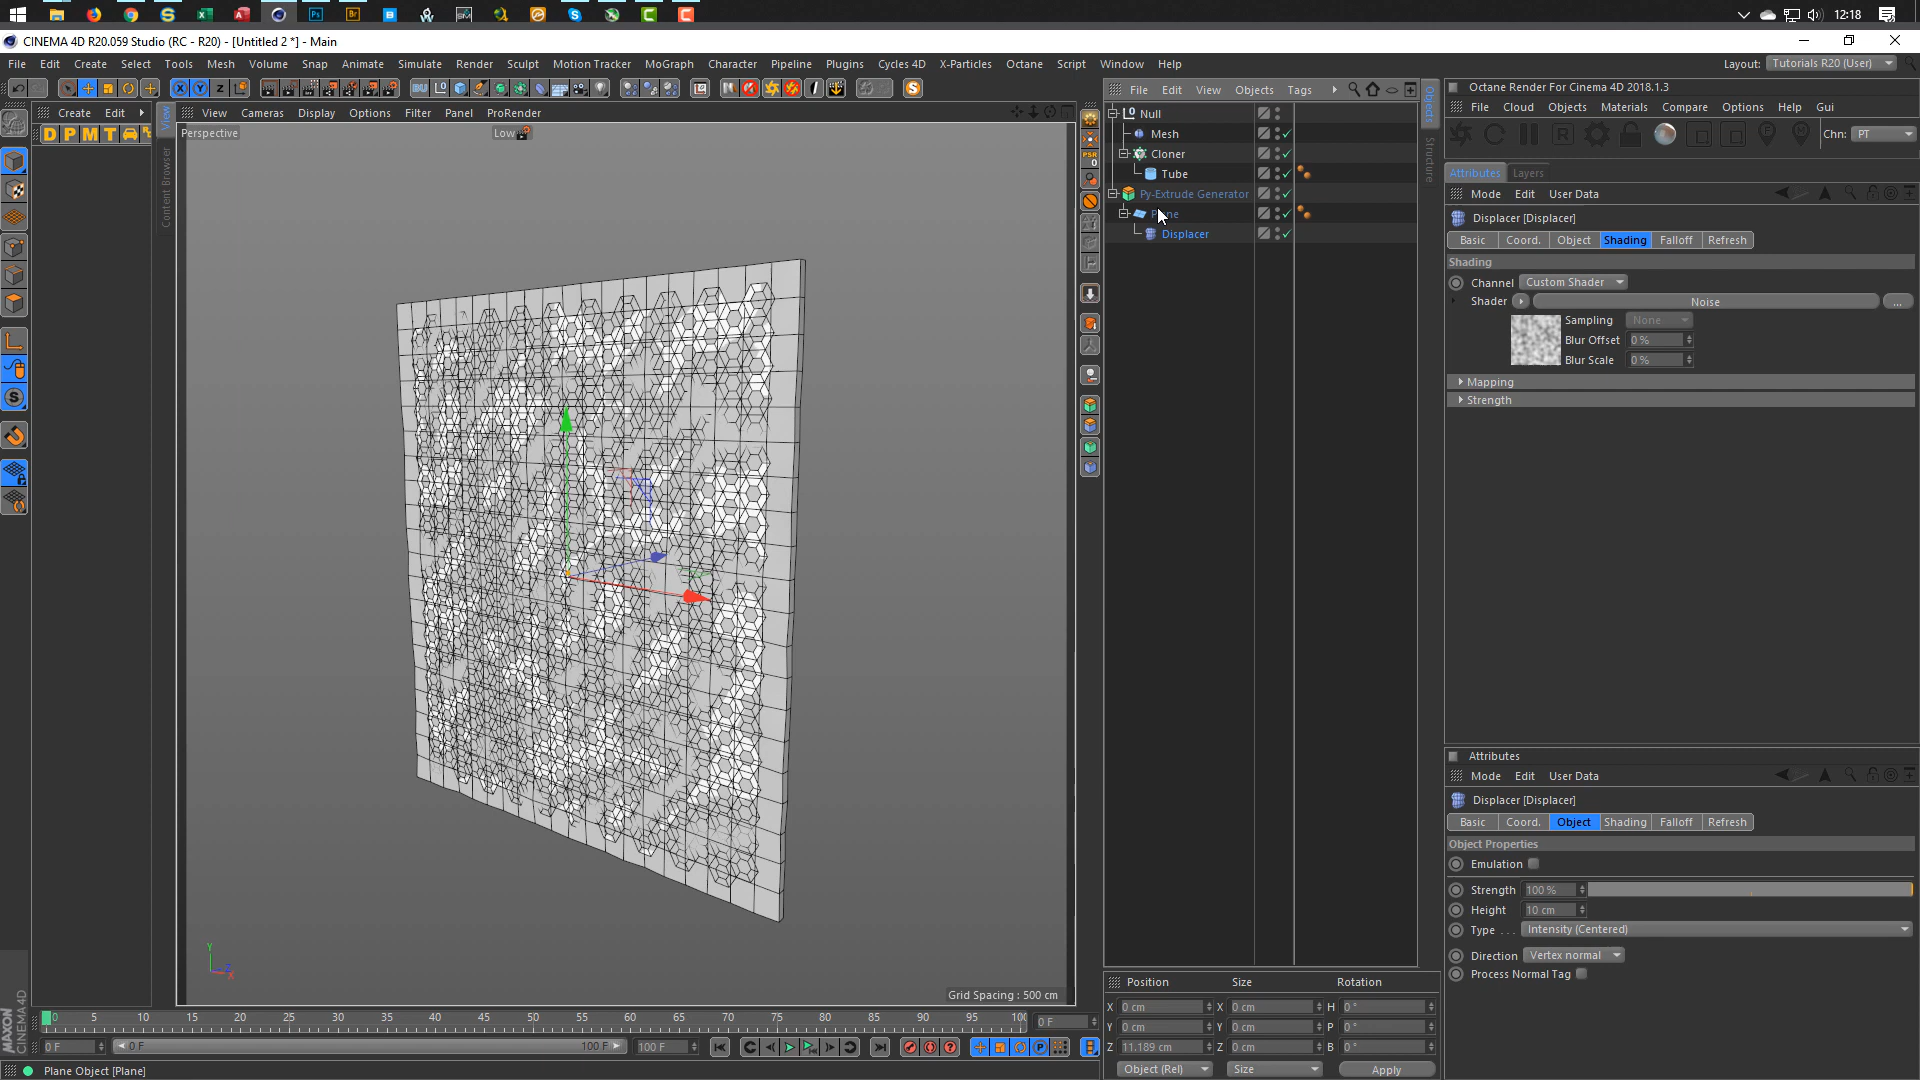 12:18
CINEMA 4D R20.059 Studio (RC - R20) - [Untitled 2 *] - Main
File Edit Create Select Tools Mesh Volume Snap Animate Simulate Render Sculpt Motion Tracker MoGraph Character Pipeline Plugins Cycles 4D X-Particles Octane Script Window Help
Layout: Tutorials R20 (User)
Create Edit
D P M T
View
Content Browser
View Cameras Display Options Filter Panel ProRender
Perspective
Low
Grid Spacing : 500 cm
File Edit View Objects Tags
Null
Mesh
Cloner
Tube
Py-Extrude Generator
Displacer
Objects
Structure
PSR
0
Octane Render For Cinema 4D 2018.1.3
File Cloud Objects Materials Compare Options Help Gui
Chn: PT
Attributes Layers
Mode Edit User Data
Displacer [Displacer]
Basic Coord. Object Shading Falloff Refresh
Shading
Channel Custom Shader
Shader Noise ...
Sampling None
Blur Offset 0 %
Blur Scale 0 %
Mapping
Strength
Attributes
Mode Edit User Data
Displacer [Displacer]
Basic Coord. Object Shading Falloff Refresh
Object Properties
Emulation
Strength 100 %
Height 10 cm
Type . . . Intensity (Centered)
Direction Vertex normal
Process Normal Tag
Position Size Rotation
X 0 cm X 0 cm H 0 °
Y 0 cm Y 0 cm P 0 °
Z 11.189 cm Z 0 cm B 0 °
Object (Rel) Size Apply
0 5 10 15 20 25 30 35 40 45 50 55 60 65 70 75 80 85 90 95 100 0 F
0 F 0 F 100 F 100 F
MAXON
CINEMA 4D
Plane Object [Plane]